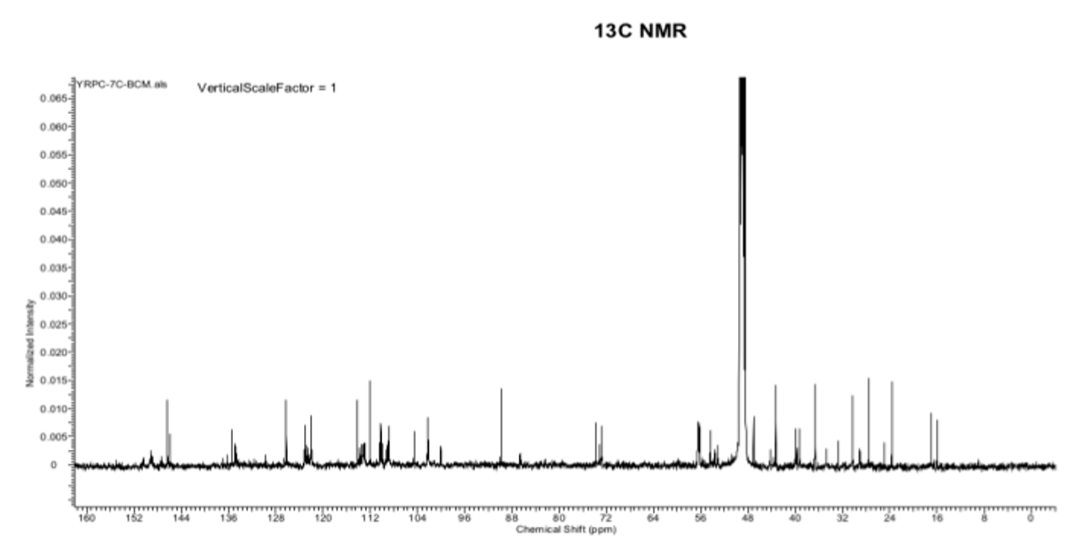 13C NMR
YRPC-7C-BCM.als
VerticalScaleFactor = 1
0.065
0.060
0.055
0.050
0.045
0.040
0.035
0.030
0.025
0.020
0.015
0.010
0.005
0
Normalized Intensity
160 152 144 136 128 120 112 104 96 88 80 72 64 56 48 40 32 24 16 8 0
Chemical Shift (ppm)